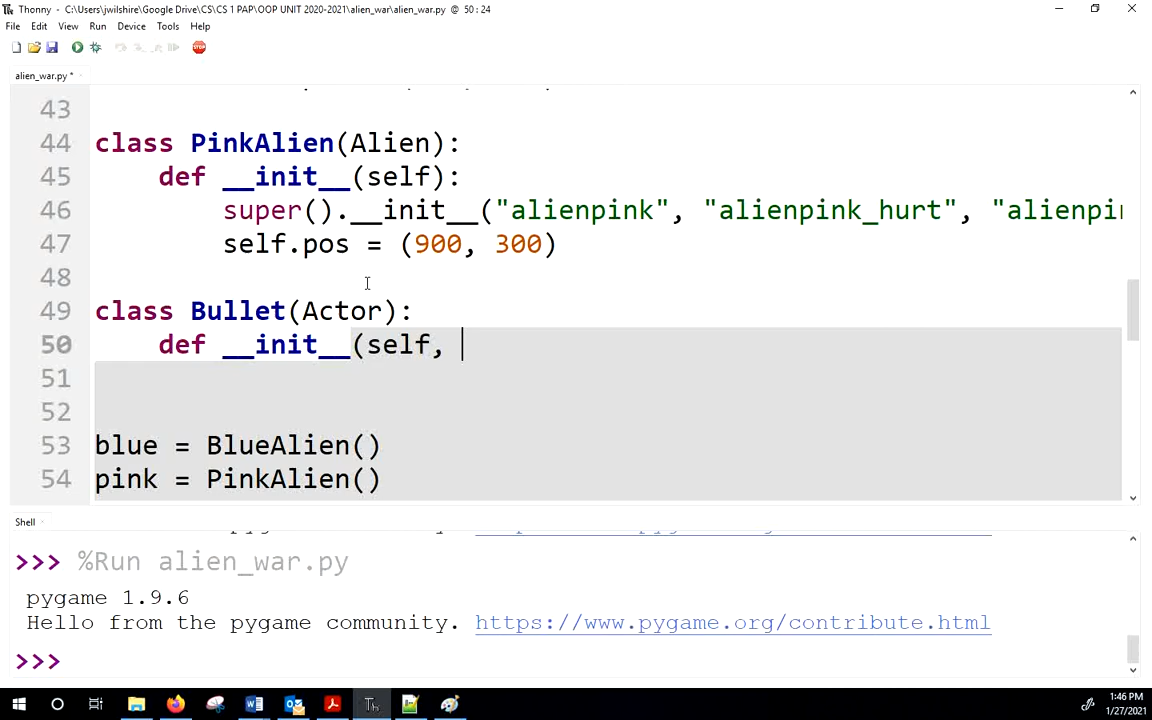 Thonny - C:\Users\jwilshire\Google Drive\CS\CS 1 PAP\OOP UNIT 2020-2021\alien_war\alien_war.py @ 50 : 24
File Edit View Run Device Tools Help
alien_war.py *
43
44 class PinkAlien(Alien):
45 def __init__(self):
46 super().__init__("alienpink", "alienpink_hurt", "alienpi
47 self.pos = (900, 300)
48
49 class Bullet(Actor):
50 def __init__(self,
51
52
53 blue = BlueAlien()
54 pink = PinkAlien()
Shell
>>> %Run alien_war.py
pygame 1.9.6
Hello from the pygame community. https://www.pygame.org/contribute.html
>>>
1:46 PM
1/27/2021